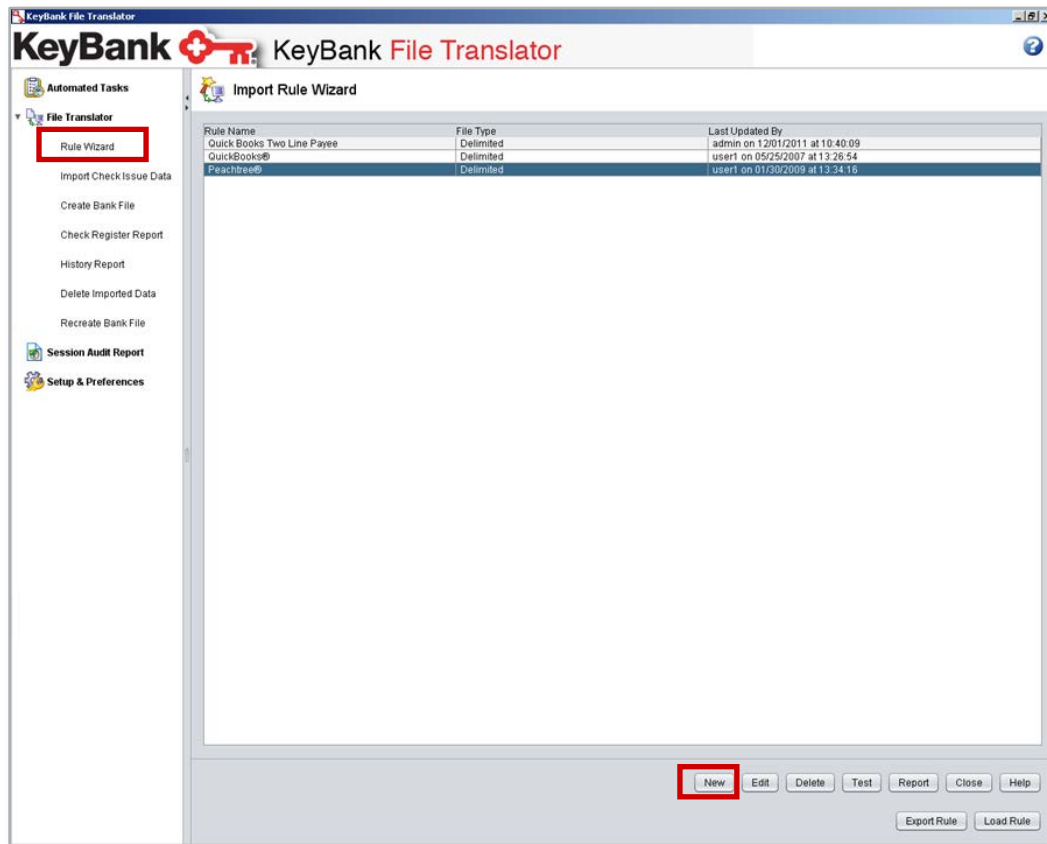 KeyBank File Translator
KeyBank KeyBank File Translator
Automated Tasks
File Translator
Rule Wizard
Import Check Issue Data
Create Bank File
Check Register Report
History Report
Delete Imported Data
Recreate Bank File
Session Audit Report
Setup & Preferences
Import Rule Wizard
Rule Name File Type Last Updated By
Quick Books Two Line Payee Delimited admin on 12/01/2011 at 10:40:09
QuickBooks® Delimited user1 on 05/25/2007 at 13:26:54
Peachtree® Delimited user1 on 01/30/2009 at 13:34:16
New Edit Delete Test Report Close Help
Export Rule Load Rule